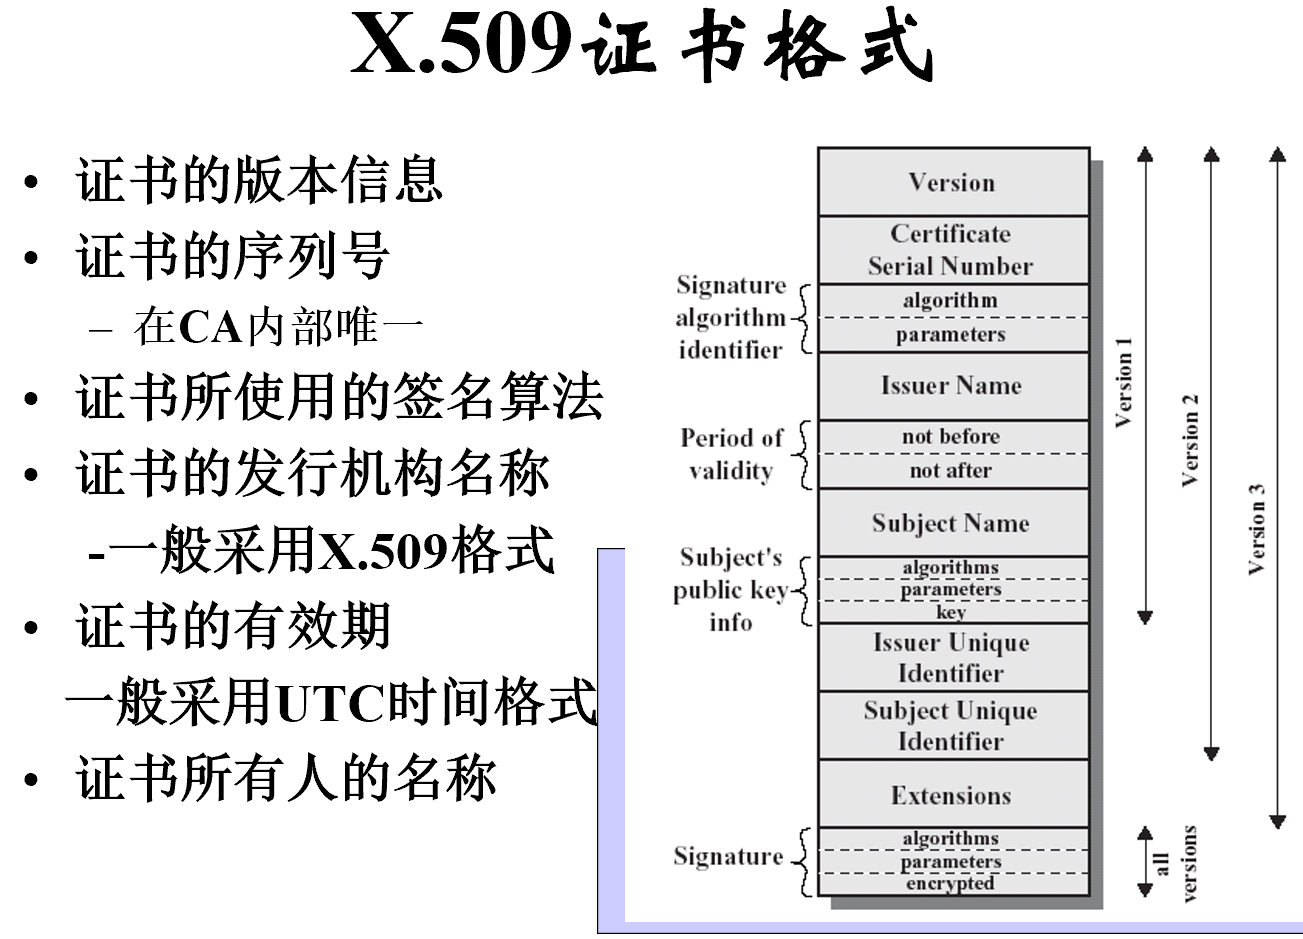 X.509证书格式
• 证书的版本信息
• 证书的序列号
– 在CA内部唯一
• 证书所使用的签名算法
• 证书的发行机构名称
-一般采用X.509格式
• 证书的有效期
一般采用UTC时间格式
• 证书所有人的名称
Version
Certificate
Serial Number
Signature
algorithm
identifier
algorithm
parameters
Issuer Name
Period of
validity
not before
not after
Subject Name
Subject's
public key
info
algorithms
parameters
key
Issuer Unique
Identifier
Subject Unique
Identifier
Extensions
Signature
algorithms
parameters
encrypted
Version 1
Version 2
Version 3
all
versions